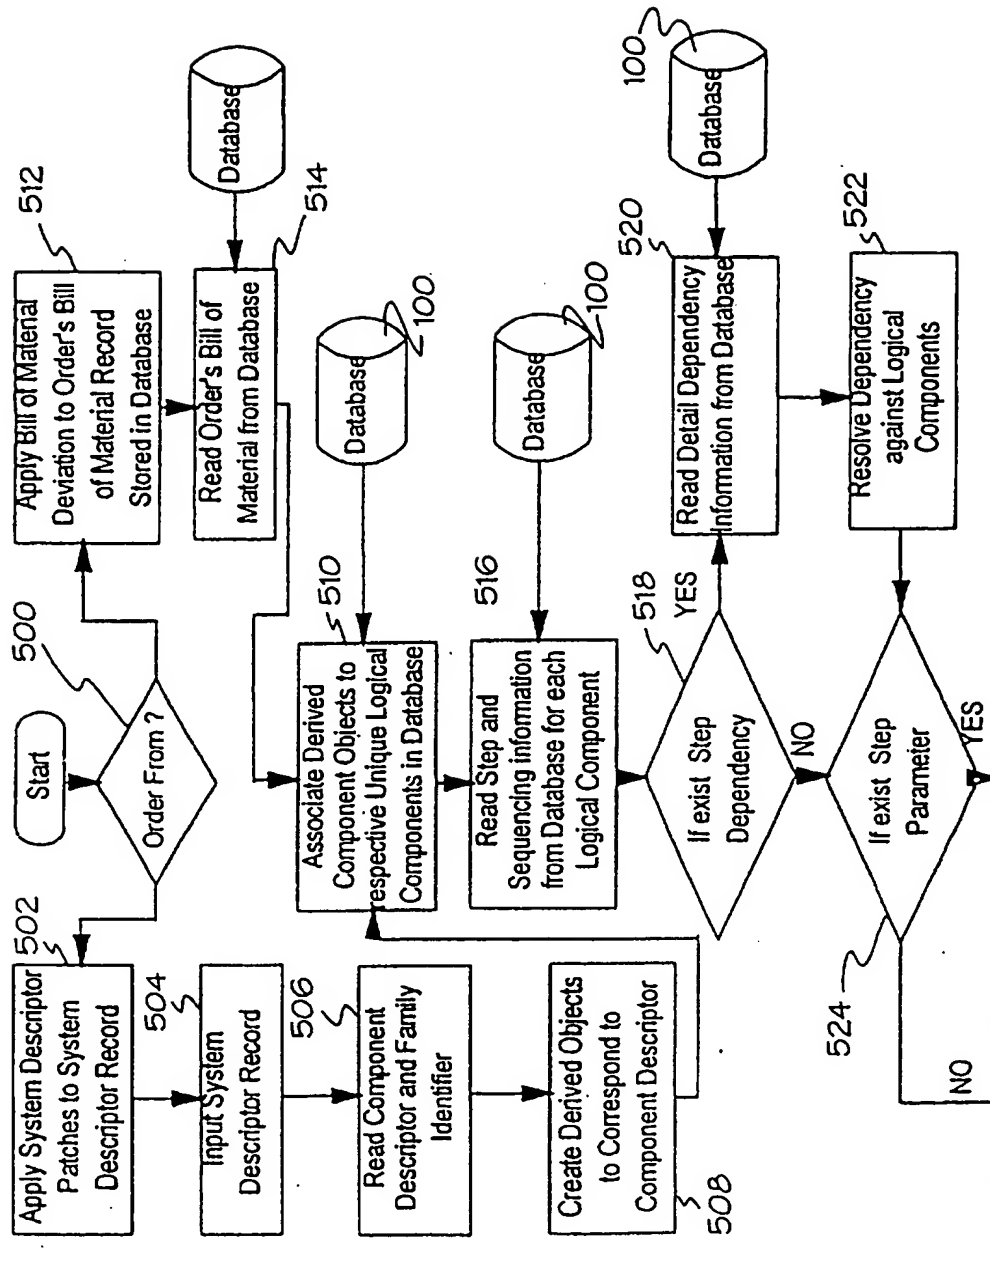 Start
500
Order From ?
502
Apply System Descriptor
Patches to System
Descriptor Record
504
Input System
Descriptor Record
506
Read Component
Descriptor and Family
Identifier
Create Derived Objects
to Correspond to
Component Descriptor
508
512
Apply Bill of Material
Deviation to Order's Bill
of Material Record
Stored in Database
514
Read Order's Bill of
Material from Database
Database
510
Associate Derived
Component Objects to
respective Unique Logical
Components in Database
Database
100
516
Read Step and
Sequencing information
from Database for each
Logical Component
Database
100
518
If exist Step
Dependency
YES
NO
520
Read Detail Dependency
Information from Database
Database
100
522
Resolve Dependency
against Logical
Components
524
If exist Step
Parameter
YES
NO